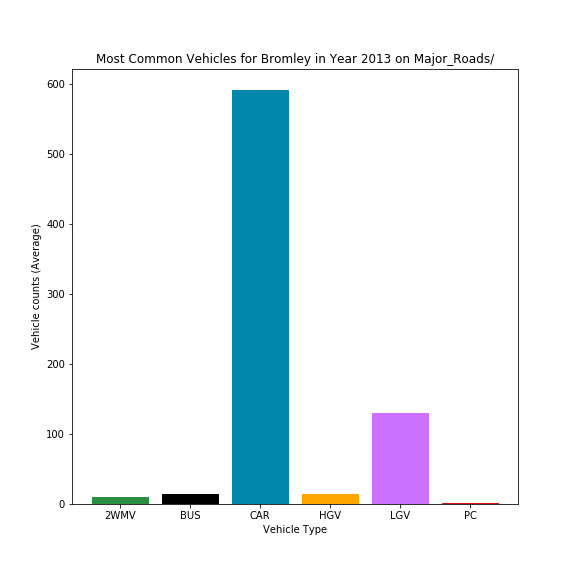 Most Common Vehicles for Bromley in Year 2013 on Major_Roads/
600
500
400
300
200
100
0
Vehicle counts (Average)
2WMV BUS CAR HGV LGV PC
Vehicle Type